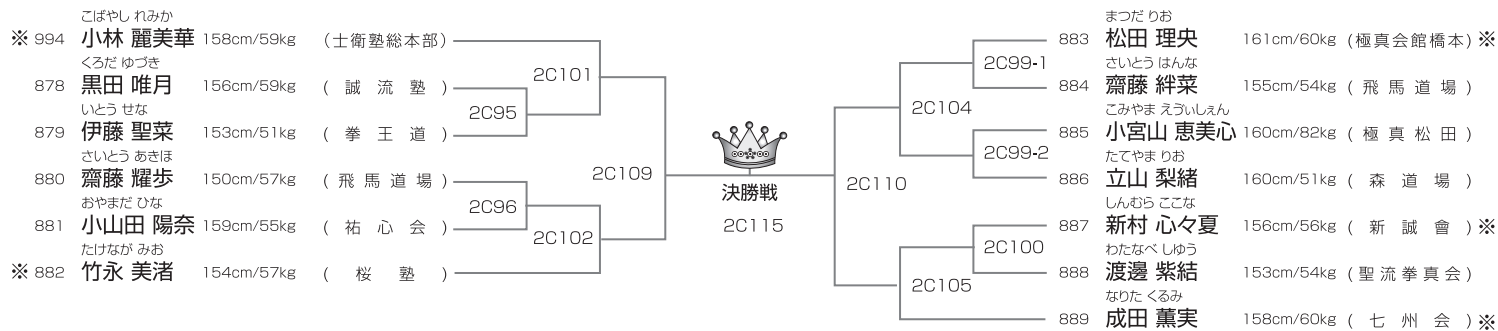 こばやし れみか
※ 994 小林 麗美華 158cm/59kg (士衛塾総本部)
くろだ ゆづき
878 黒田 唯月 156cm/59kg ( 誠 流 塾 )
いとう せな
879 伊藤 聖菜 153cm/51kg ( 拳 王 道 )
さいとう あきほ
880 齋藤 耀歩 150cm/57kg ( 飛 馬 道 場 )
おやまだ ひな
881 小山田 陽奈 159cm/55kg ( 祐 心 会 )
たけなが みお
※ 882 竹永 美渚 154cm/57kg ( 桜 塾 )
2C101
2C95
2C109
2C96
2C102
決勝戦
2C115
2C99-1
2C104
2C99-2
2C110
2C100
2C105
まつだ りお
883 松田 理央 161cm/60kg (極真会館橋本) ※
さいとう はんな
884 齋藤 絆菜 155cm/54kg ( 飛 馬 道 場 )
こみやま えゔぃしぇん
885 小宮山 恵美心 160cm/82kg ( 極 真 松 田 )
たてやま りお
886 立山 梨緒 160cm/51kg ( 森 道 場 )
しんむら ここな
887 新村 心々夏 156cm/56kg ( 新 誠 會 ) ※
わたなべ しゆう
888 渡邊 紫結 153cm/54kg (聖流拳真会)
なりた くるみ
889 成田 薫実 158cm/60kg ( 七 州 会 ) ※